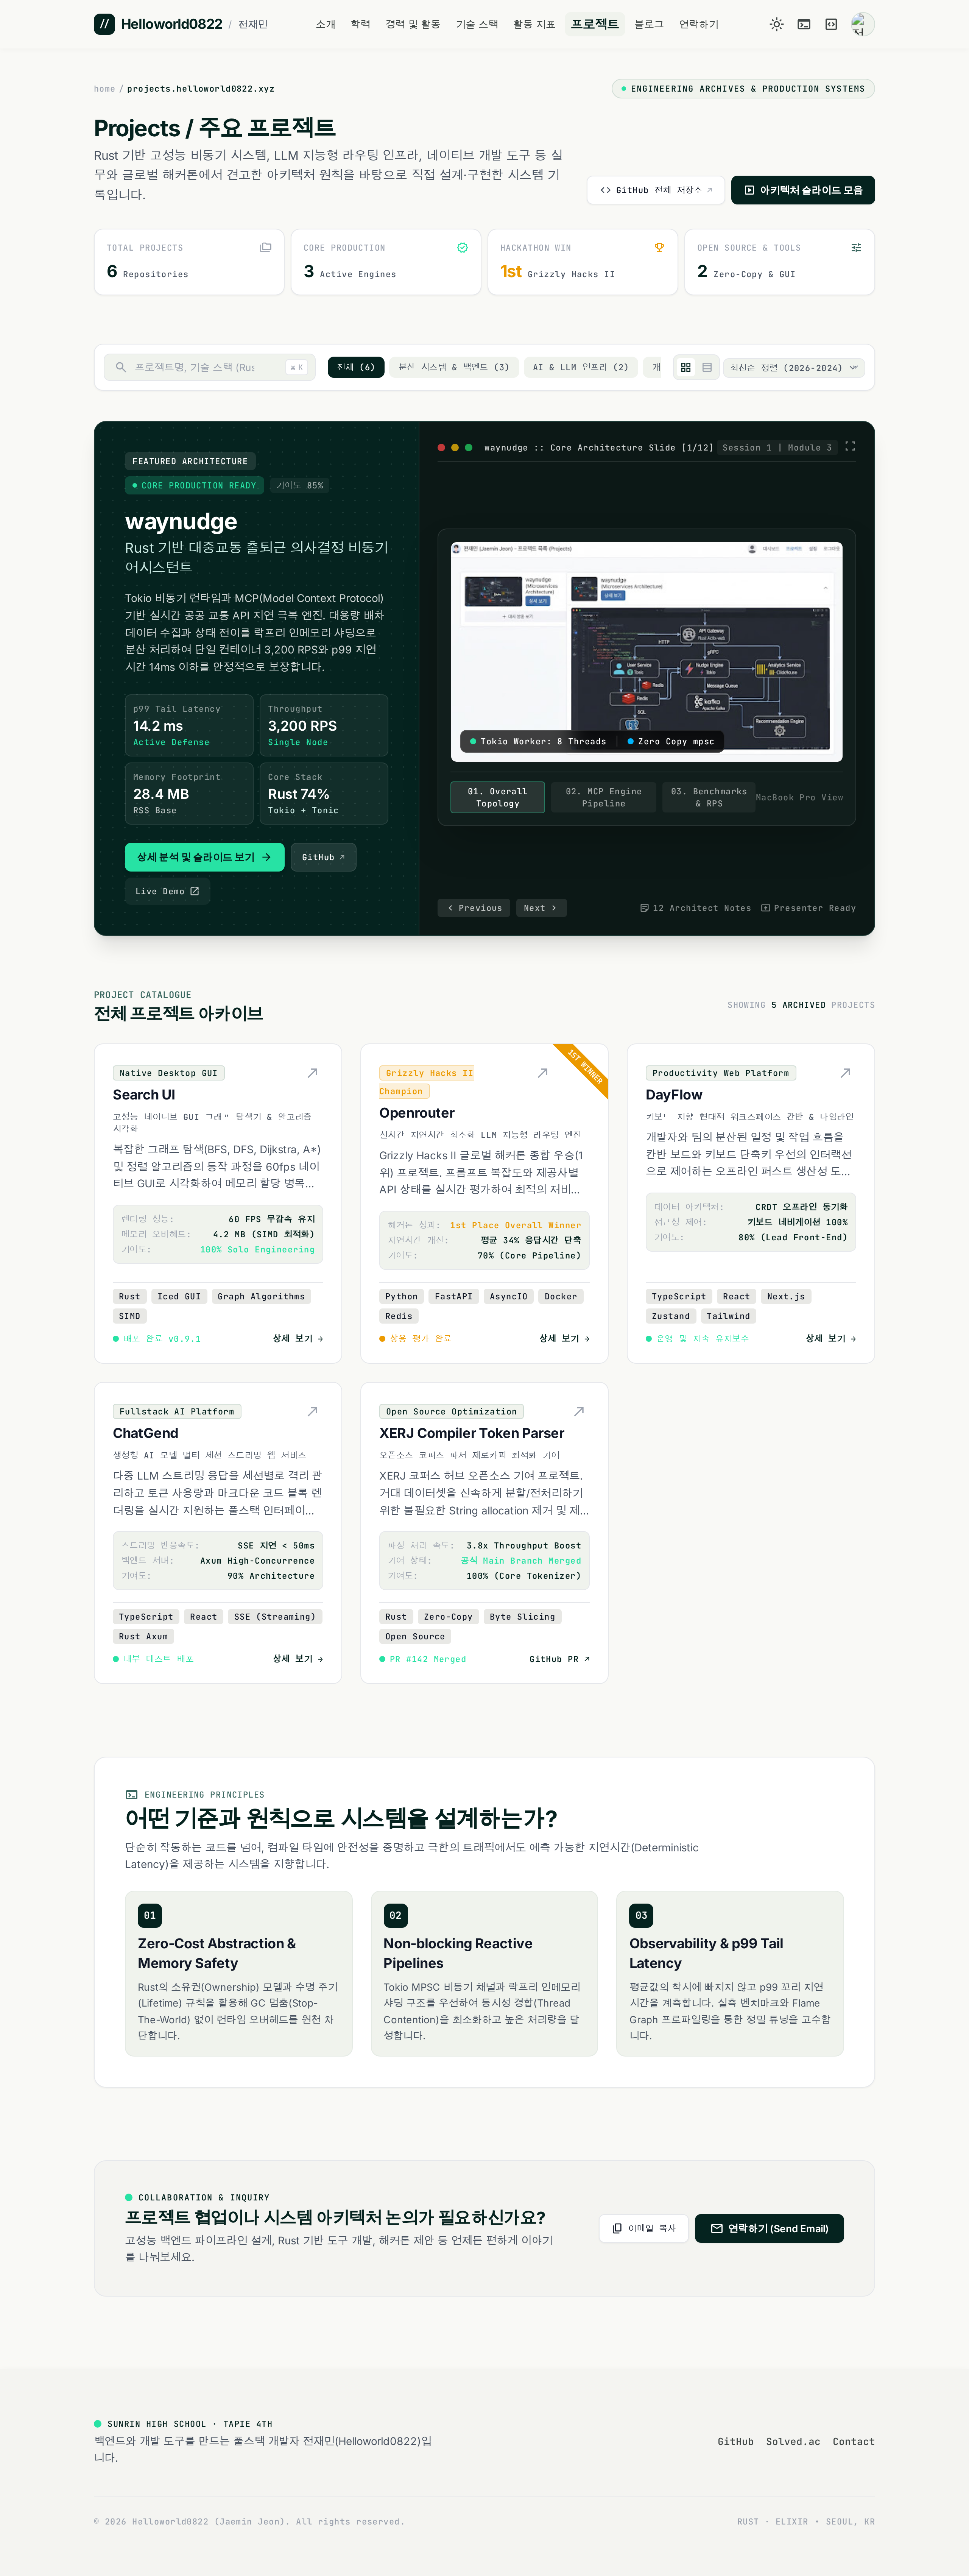 // Helloworld0822 / 전재민 소개 학력 경력 및 활동 기술 스택 활동 지표 프로젝트 블로그 연락하기
home / projects.helloworld0822.xyz
ENGINEERING ARCHIVES & PRODUCTION SYSTEMS
Projects / 주요 프로젝트
Rust 기반 고성능 비동기 시스템, LLM 지능형 라우팅 인프라, 네이티브 개발 도구 등 실
무와 글로벌 해커톤에서 견고한 아키텍처 원칙을 바탕으로 직접 설계·구현한 시스템 기
록입니다.
GitHub 전체 저장소 ↗
아키텍처 슬라이드 모음
TOTAL PROJECTS
6 Repositories
CORE PRODUCTION
3 Active Engines
HACKATHON WIN
1st Grizzly Hacks II
OPEN SOURCE & TOOLS
2 Zero-Copy & GUI
프로젝트명, 기술 스택 (Rus ⌘ K
전체 (6) 분산 시스템 & 백엔드 (3) AI & LLM 인프라 (2) 개
최신순 정렬 (2026-2024)
FEATURED ARCHITECTURE
CORE PRODUCTION READY 기여도 85%
waynudge
Rust 기반 대중교통 출퇴근 의사결정 비동기
어시스턴트
Tokio 비동기 런타임과 MCP(Model Context Protocol)
기반 실시간 공공 교통 API 지연 극복 엔진. 대용량 배차
데이터 수집과 상태 전이를 락프리 인메모리 샤딩으로
분산 처리하여 단일 컨테이너 3,200 RPS와 p99 지연
시간 14ms 이하를 안정적으로 보장합니다.
p99 Tail Latency
14.2 ms
Active Defense
Throughput
3,200 RPS
Single Node
Memory Footprint
28.4 MB
RSS Base
Core Stack
Rust 74%
Tokio + Tonic
상세 분석 및 슬라이드 보기 →
GitHub ↗
Live Demo
waynudge :: Core Architecture Slide [1/12] Session 1 | Module 3
전재민 (Jaemin Jeon) - 프로젝트 목록 (Projects)
프로젝트
waynudge
(Microservices
Architecture)
상세 보기
waynudge
(Microservices Architecture)
상세 보기
API Gateway
HTTP
gRPC
User Service
Nudge Engine
Analytics Service
Redis
Redis
Message Queue
SQL
kafka
Recommendation
Engine
Tokio Worker: 8 Threads | Zero Copy mpsc
01. Overall
Topology
02. MCP Engine
Pipeline
03. Benchmarks
& RPS
MacBook Pro View
Previous Next
12 Architect Notes Presenter Ready
PROJECT CATALOGUE
전체 프로젝트 아카이브
SHOWING 5 ARCHIVED PROJECTS
Native Desktop GUI
Search UI
고성능 네이티브 GUI 그래프 탐색기 & 알고리즘
시각화
복잡한 그래프 탐색(BFS, DFS, Dijkstra, A*)
및 정렬 알고리즘의 동작 과정을 60fps 네이
티브 GUI로 시각화하여 메모리 할당 병목...
렌더링 성능: 60 FPS 무감속 유지
메모리 오버헤드: 4.2 MB (SIMD 최적화)
기여도: 100% Solo Engineering
Rust Iced GUI Graph Algorithms
SIMD
배포 완료 v0.9.1 상세 보기 →
Grizzly Hacks II
Champion
1ST WINNER
Openrouter
실시간 지연시간 최소화 LLM 지능형 라우팅 엔진
Grizzly Hacks II 글로벌 해커톤 종합 우승(1
위) 프로젝트. 프롬프트 복잡도와 제공사별
API 상태를 실시간 평가하여 최적의 저비...
해커톤 성과: 1st Place Overall Winner
지연시간 개선: 평균 34% 응답시간 단축
기여도: 70% (Core Pipeline)
Python FastAPI AsyncIO Docker
Redis
상용 평가 완료 상세 보기 →
Productivity Web Platform
DayFlow
키보드 지향 현대적 워크스페이스 칸반 & 타임라인
개발자와 팀의 분산된 일정 및 작업 흐름을
칸반 보드와 키보드 단축키 우선의 인터랙션
으로 제어하는 오프라인 퍼스트 생산성 도...
데이터 아키텍처: CRDT 오프라인 동기화
접근성 제어: 키보드 네비게이션 100%
기여도: 80% (Lead Front-End)
TypeScript React Next.js
Zustand Tailwind
운영 및 지속 유지보수 상세 보기 →
Fullstack AI Platform
ChatGend
생성형 AI 모델 멀티 세션 스트리밍 웹 서비스
다중 LLM 스트리밍 응답을 세션별로 격리 관
리하고 토큰 사용량과 마크다운 코드 블록 렌
더링을 실시간 지원하는 풀스택 인터페이...
스트리밍 반응속도: SSE 지연 < 50ms
백엔드 서버: Axum High-Concurrence
기여도: 90% Architecture
TypeScript React SSE (Streaming)
Rust Axum
내부 테스트 배포 상세 보기 →
Open Source Optimization
XERJ Compiler Token Parser
오픈소스 코퍼스 파서 제로카피 최적화 기여
XERJ 코퍼스 허브 오픈소스 기여 프로젝트.
거대 데이터셋을 신속하게 분할/전처리하기
위한 불필요한 String allocation 제거 및 제...
파싱 처리 속도: 3.8x Throughput Boost
기여 상태: 공식 Main Branch Merged
기여도: 100% (Core Tokenizer)
Rust Zero-Copy Byte Slicing
Open Source
PR #142 Merged GitHub PR ↗
ENGINEERING PRINCIPLES
어떤 기준과 원칙으로 시스템을 설계하는가?
단순히 작동하는 코드를 넘어, 컴파일 타임에 안전성을 증명하고 극한의 트래픽에서도 예측 가능한 지연시간(Deterministic
Latency)을 제공하는 시스템을 지향합니다.
01
Zero-Cost Abstraction &
Memory Safety
Rust의 소유권(Ownership) 모델과 수명 주기
(Lifetime) 규칙을 활용해 GC 멈춤(Stop-
The-World) 없이 런타임 오버헤드를 원천 차
단합니다.
02
Non-blocking Reactive
Pipelines
Tokio MPSC 비동기 채널과 락프리 인메모리
샤딩 구조를 우선하여 동시성 경합(Thread
Contention)을 최소화하고 높은 처리량을 달
성합니다.
03
Observability & p99 Tail
Latency
평균값의 착시에 빠지지 않고 p99 꼬리 지연
시간을 계측합니다. 실측 벤치마크와 Flame
Graph 프로파일링을 통한 정밀 튜닝을 고수합
니다.
COLLABORATION & INQUIRY
프로젝트 협업이나 시스템 아키텍처 논의가 필요하신가요?
고성능 백엔드 파이프라인 설계, Rust 기반 도구 개발, 해커톤 제안 등 언제든 편하게 이야기
를 나눠보세요.
이메일 복사
연락하기 (Send Email)
SUNRIN HIGH SCHOOL · TAPIE 4TH
백엔드와 개발 도구를 만드는 풀스택 개발자 전재민(Helloworld0822)입
니다.
GitHub Solved.ac Contact
© 2026 Helloworld0822 (Jaemin Jeon). All rights reserved.
RUST · ELIXIR • SEOUL, KR